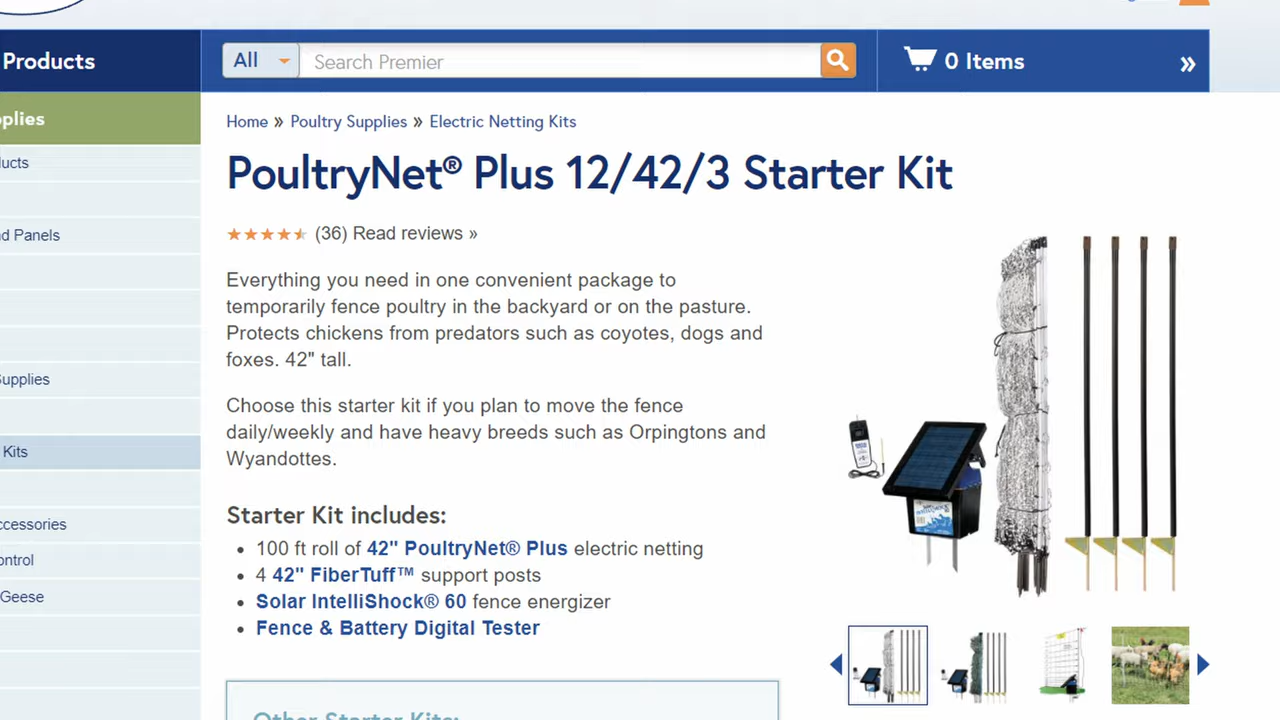 Products
All
Search Premier
0 Items
»
pplies
Home » Poultry Supplies » Electric Netting Kits
PoultryNet® Plus 12/42/3 Starter Kit
ucts
(36) Read reviews »
d Panels
Everything you need in one convenient package to
temporarily fence poultry in the backyard or on the pasture.
Protects chickens from predators such as coyotes, dogs and
foxes. 42" tall.
Supplies
Choose this starter kit if you plan to move the fence
daily/weekly and have heavy breeds such as Orpingtons and
Wyandottes.
Kits
Starter Kit includes:
ccessories
• 100 ft roll of 42" PoultryNet® Plus electric netting
ontrol
• 4 42" FiberTuff™ support posts
Geese
• Solar IntelliShock® 60 fence energizer
• Fence & Battery Digital Tester
Other Starter Kits: